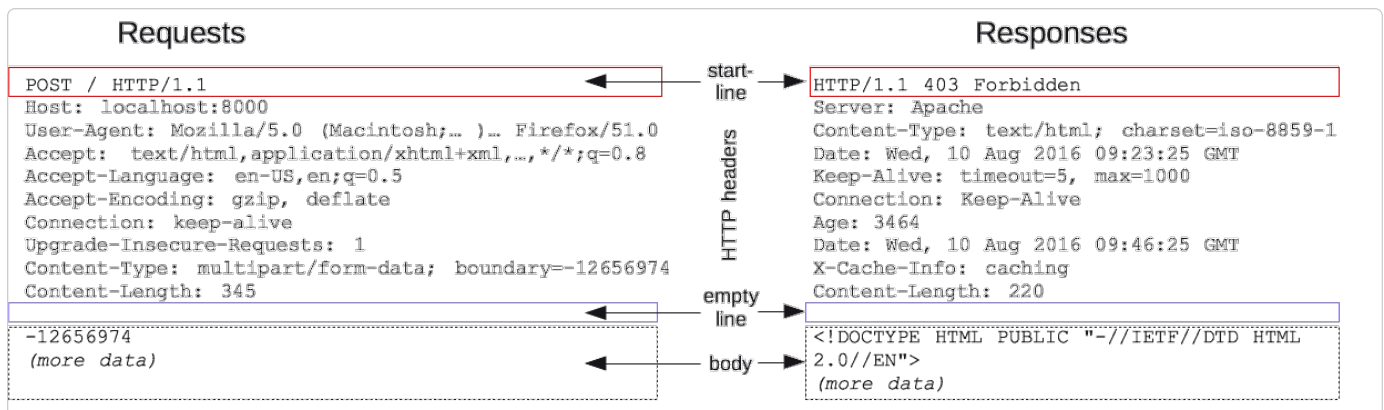 Requests
POST / HTTP/1.1
Host: localhost:8000
User-Agent: Mozilla/5.0 (Macintosh;… )… Firefox/51.0
Accept: text/html,application/xhtml+xml,…,*/*;q=0.8
Accept-Language: en-US,en;q=0.5
Accept-Encoding: gzip, deflate
Connection: keep-alive
Upgrade-Insecure-Requests: 1
Content-Type: multipart/form-data; boundary=-12656974
Content-Length: 345
-12656974
(more data)
start-
line
HTTP headers
empty
line
body
Responses
HTTP/1.1 403 Forbidden
Server: Apache
Content-Type: text/html; charset=iso-8859-1
Date: Wed, 10 Aug 2016 09:23:25 GMT
Keep-Alive: timeout=5, max=1000
Connection: Keep-Alive
Age: 3464
Date: Wed, 10 Aug 2016 09:46:25 GMT
X-Cache-Info: caching
Content-Length: 220
<!DOCTYPE HTML PUBLIC "-//IETF//DTD HTML
2.0//EN">
(more data)